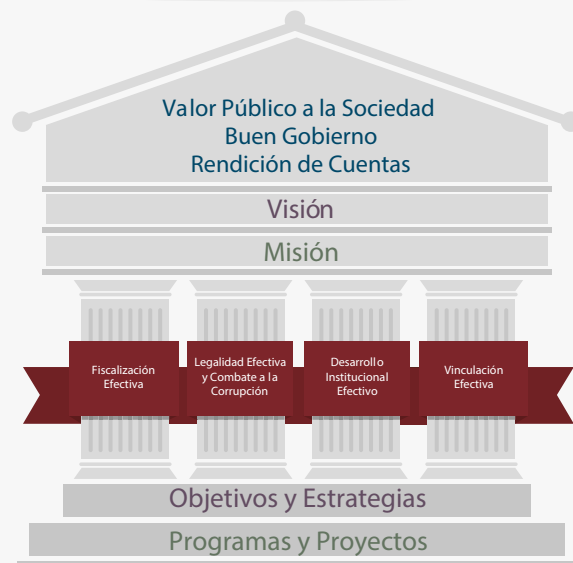 Valor Público a la Sociedad
Buen Gobierno
Rendición de Cuentas
Visión
Misión
Fiscalización
Efectiva
Legalidad Efectiva
y Combate a la
Corrupción
Desarrollo
Institucional
Efectivo
Vinculación
Efectiva
Objetivos y Estrategias
Programas y Proyectos